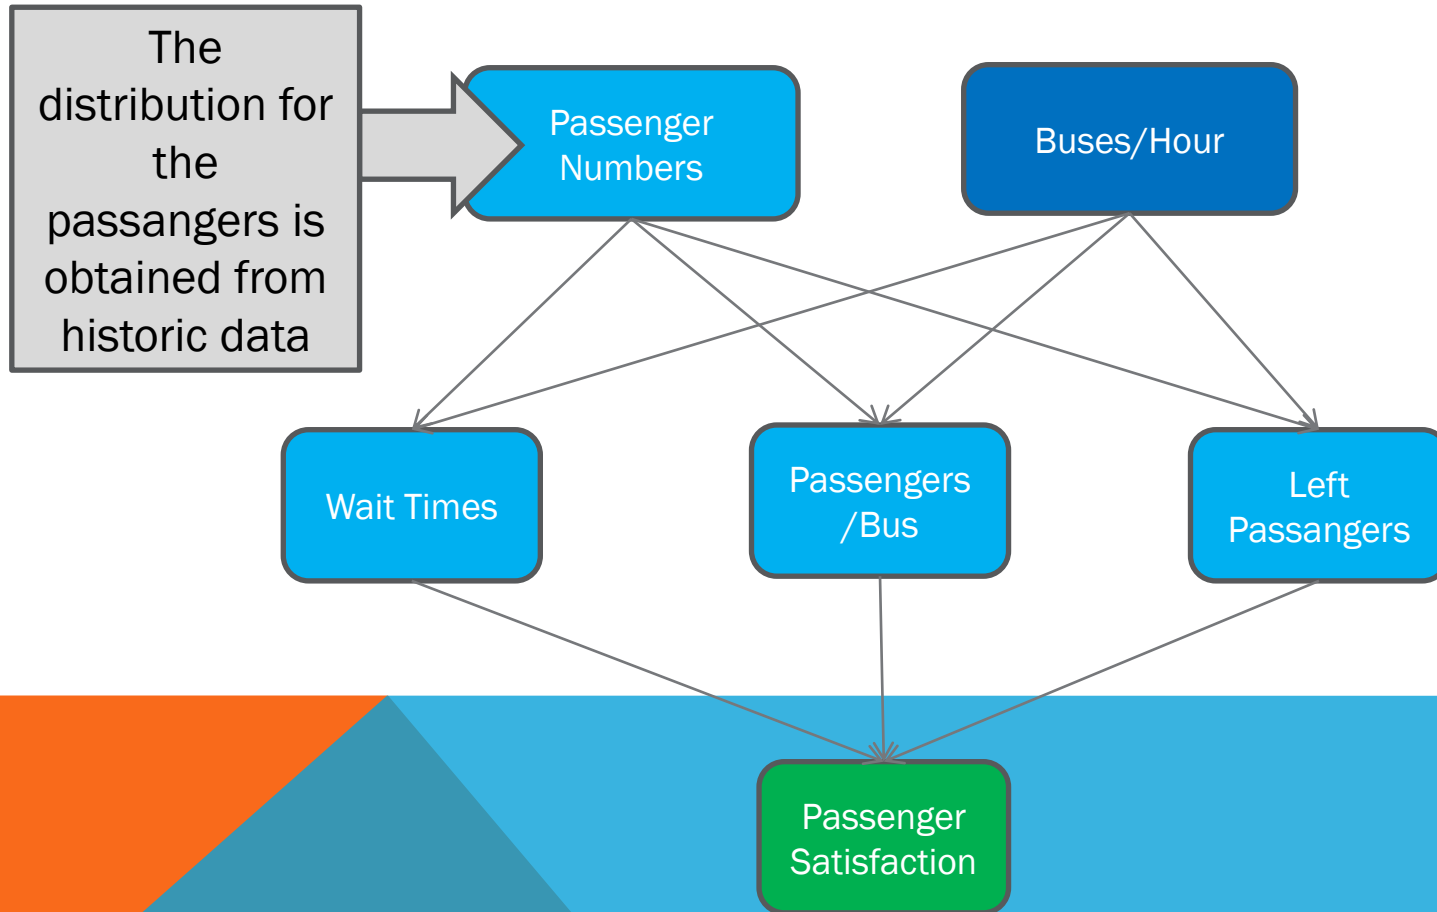 The
distribution for
the
passangers is
obtained from
historic data
Passenger
Numbers
Buses/Hour
Wait Times
Passengers
/Bus
Left
Passangers
Passenger
Satisfaction